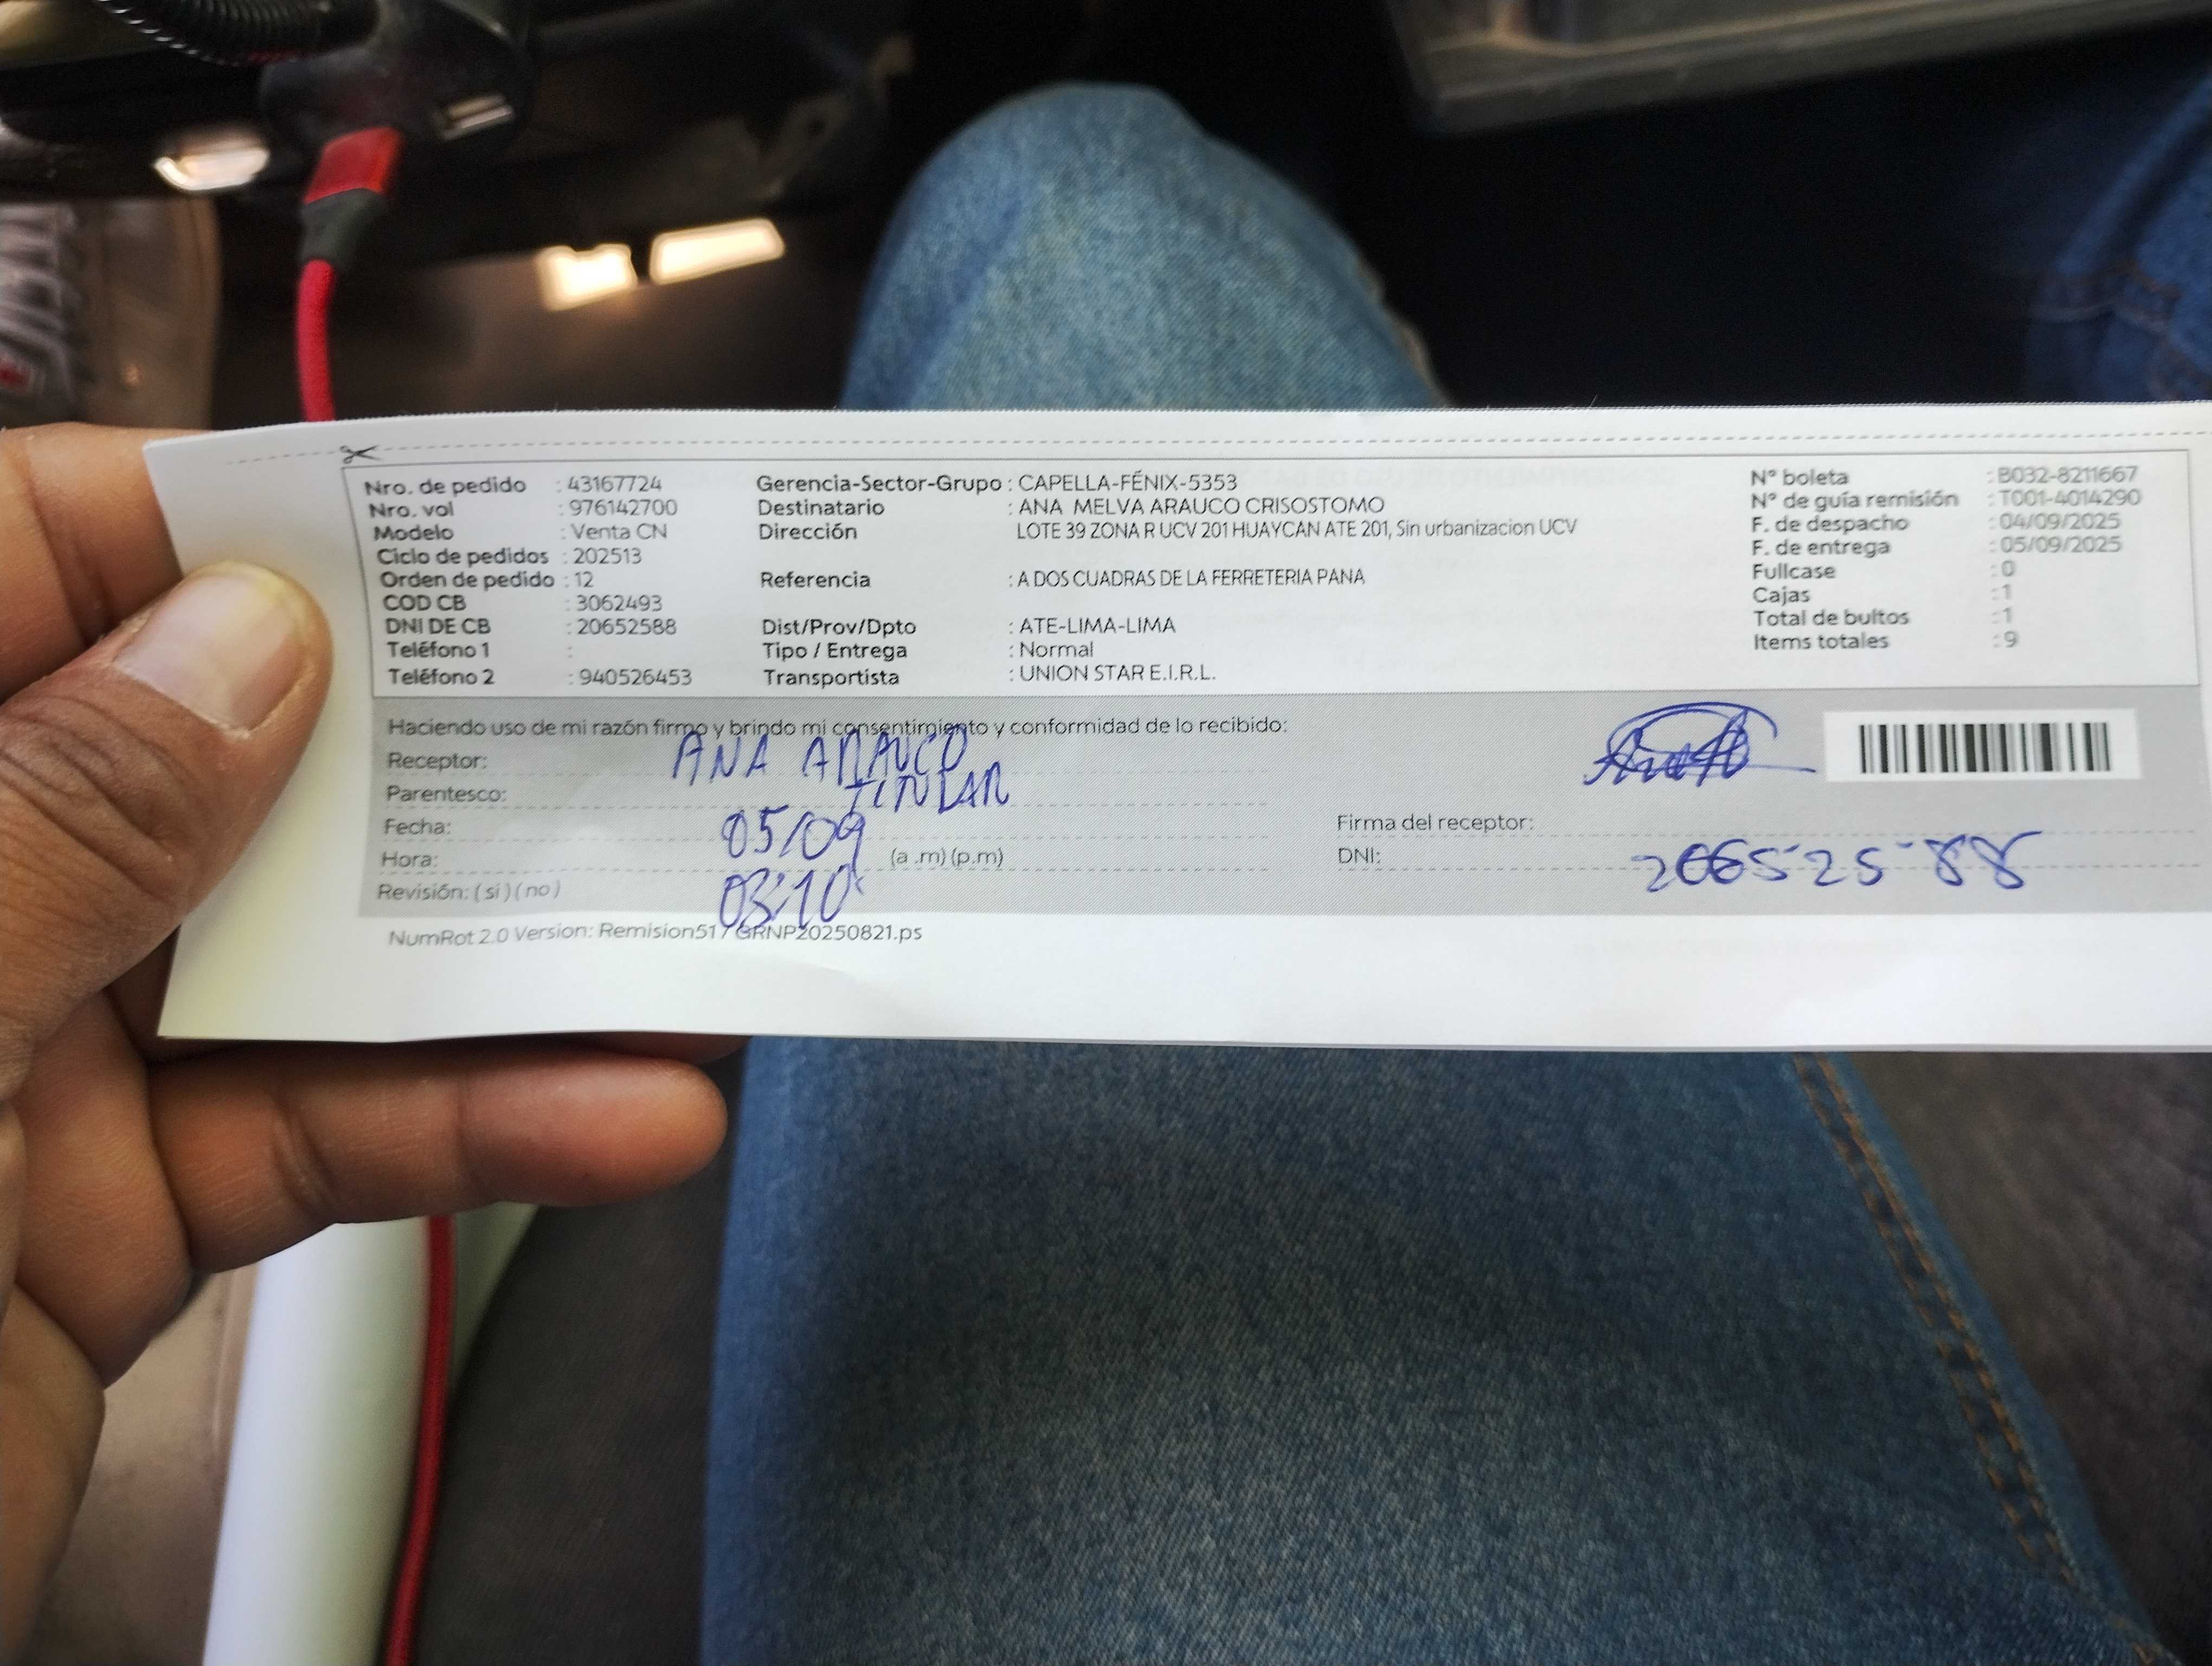 Nro. de pedido : 43167724 Gerencia-Sector-Grupo : CAPELLA-FÉNIX-5353 N° boleta : B032-8211667
Nro. vol : 976142700 Destinatario : ANA MELVA ARAUCO CRISOSTOMO N° de guía remisión : T001-4014290
Modelo : Venta CN Dirección LOTE 39 ZONA R UCV 201 HUAYCAN ATE 201, Sin urbanizacion UCV F. de despacho : 04/09/2025
Ciclo de pedidos : 202513 F. de entrega : 05/09/2025
Orden de pedido : 12 Referencia : A DOS CUADRAS DE LA FERRETERIA PANA Fullcase : 0
COD CB : 3062493 Cajas : 1
DNI DE CB : 20652588 Dist/Prov/Dpto : ATE-LIMA-LIMA Total de bultos : 1
Teléfono 1 : Tipo / Entrega : Normal Items totales : 9
Teléfono 2 : 940526453 Transportista : UNION STAR E.I.R.L.
Haciendo uso de mi razón firmo y brindo mi consentimiento y conformidad de lo recibido:
Receptor: ANA ARAUCO
Parentesco: TITULAR
Fecha: 05/09 Firma del receptor:
Hora: 03:10 (a .m) (p.m) DNI: 20652588
Revisión: ( si ) ( no )
NumRot 2.0 Version: Remision517GRNP20250821.ps